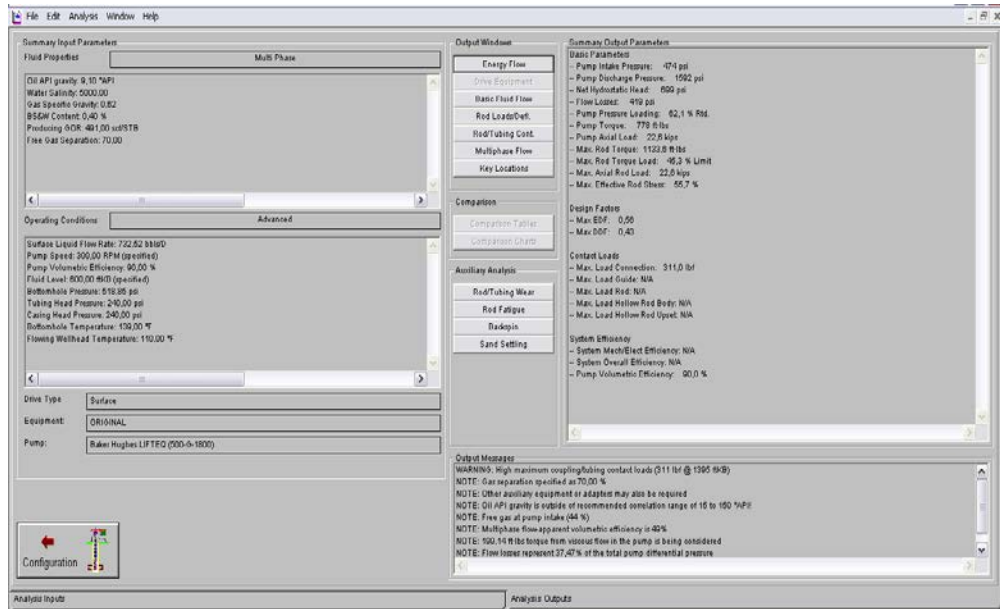 File Edit Analysis Window Help
Summary Input Parameters
Fluid Properties
Multi Phase
Oil API gravity: 9,10 °API
Water Salinity: 5000,00
Gas Specific Gravity: 0,62
BS&W Content: 0,40 %
Producing GOR: 491,00 scf/STB
Free Gas Separation: 70,00
Operating Conditions
Advanced
Surface Liquid Flow Rate: 732,52 bbls/D
Pump Speed: 300,00 RPM (specified)
Pump Volumetric Efficiency: 90,00 %
Fluid Level: 600,00 ftKB (specified)
Bottomhole Pressure: 518,85 psi
Tubing Head Pressure: 240,00 psi
Casing Head Pressure: 240,00 psi
Bottomhole Temperature: 139,00 °F
Flowing Wellhead Temperature: 110,00 °F
Drive Type
Surface
Equipment:
ORIGINAL
Pump:
Baker Hughes LIFTEQ (500-G-1800)
Configuration
Output Windows
Energy Flow
Drive Equipment
Basic Fluid Flow
Rod Loads/Defl.
Rod/Tubing Cont.
Multiphase Flow
Key Locations
Comparison
Comparison Tables
Comparison Charts
Auxiliary Analysis
Rod/Tubing Wear
Rod Fatigue
Backspin
Sand Settling
Summary Output Parameters
Basic Parameters
– Pump Intake Pressure: 474 psi
– Pump Discharge Pressure: 1592 psi
– Net Hydrostatic Head: 699 psi
– Flow Losses: 419 psi
– Pump Pressure Loading: 62,1 % Rtd.
– Pump Torque: 778 ft·lbs
– Pump Axial Load: 22,6 kips
– Max. Rod Torque: 1133,6 ft·lbs
– Max. Rod Torque Load: 46,3 % Limit
– Max. Axial Rod Load: 22,6 kips
– Max. Effective Rod Stress: 55,7 %
Design Factors
– Max EDF: 0,56
– Max DDF: 0,43
Contact Loads
– Max. Load Connection: 311,0 lbf
– Max. Load Guide: N/A
– Max. Load Rod: N/A
– Max. Load Hollow Rod Body: N/A
– Max. Load Hollow Rod Upset: N/A
System Efficiency
– System Mech/Elect Efficiency: N/A
– System Overall Efficiency: N/A
– Pump Volumetric Efficiency: 90,0 %
Output Messages
WARNING: High maximum coupling/tubing contact loads (311 lbf @ 1395 ftKB)
NOTE: Gas separation specified as 70,00 %
NOTE: Other auxiliary equipment or adapters may also be required
NOTE: Oil API gravity is outside of recommended correlation range of 16 to 150 °API!
NOTE: Free gas at pump intake (44 %)
NOTE: Multiphase flow apparent volumetric efficiency is 49%
NOTE: 190,14 ft·lbs torque from viscous flow in the pump is being considered
NOTE: Flow losses represent 37,47% of the total pump differential pressure
Analysis Inputs
Analysis Outputs